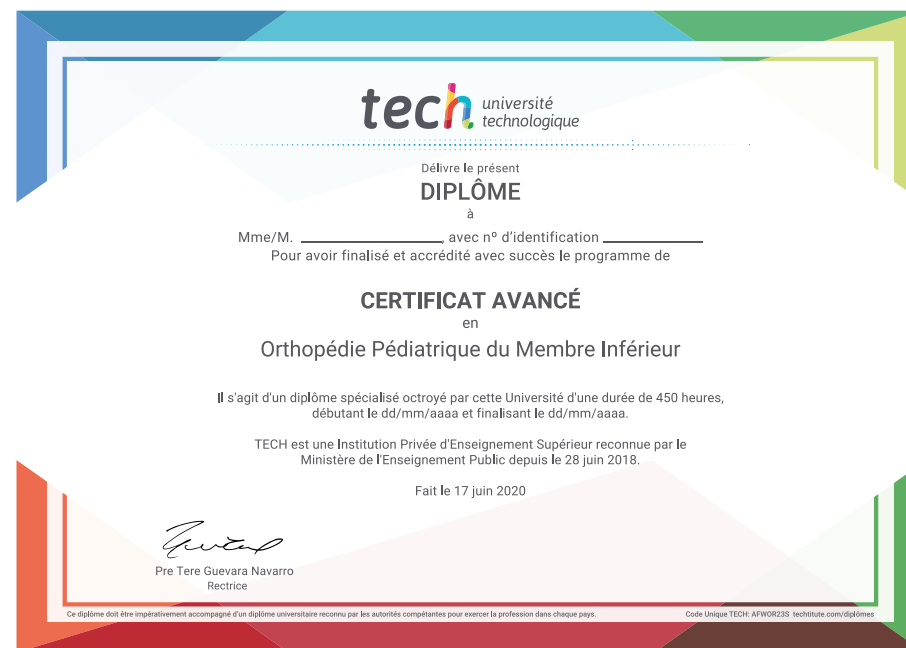 tech université
technologique
Délivre le présent
DIPLÔME
à
Mme/M. ____________________, avec nº d'identification ______________
Pour avoir finalisé et accrédité avec succès le programme de
CERTIFICAT AVANCÉ
en
Orthopédie Pédiatrique du Membre Inférieur
Il s'agit d'un diplôme spécialisé octroyé par cette Université d'une durée de 450 heures,
débutant le dd/mm/aaaa et finalisant le dd/mm/aaaa.
TECH est une Institution Privée d'Enseignement Supérieur reconnue par le
Ministère de l'Enseignement Public depuis le 28 juin 2018.
Fait le 17 juin 2020
Pre Tere Guevara Navarro
Rectrice
Ce diplôme doit être impérativement accompagné d'un diplôme universitaire reconnu par les autorités compétentes pour exercer la profession dans chaque pays.
Code Unique TECH: AFWOR23S techtitute.com/diplômes